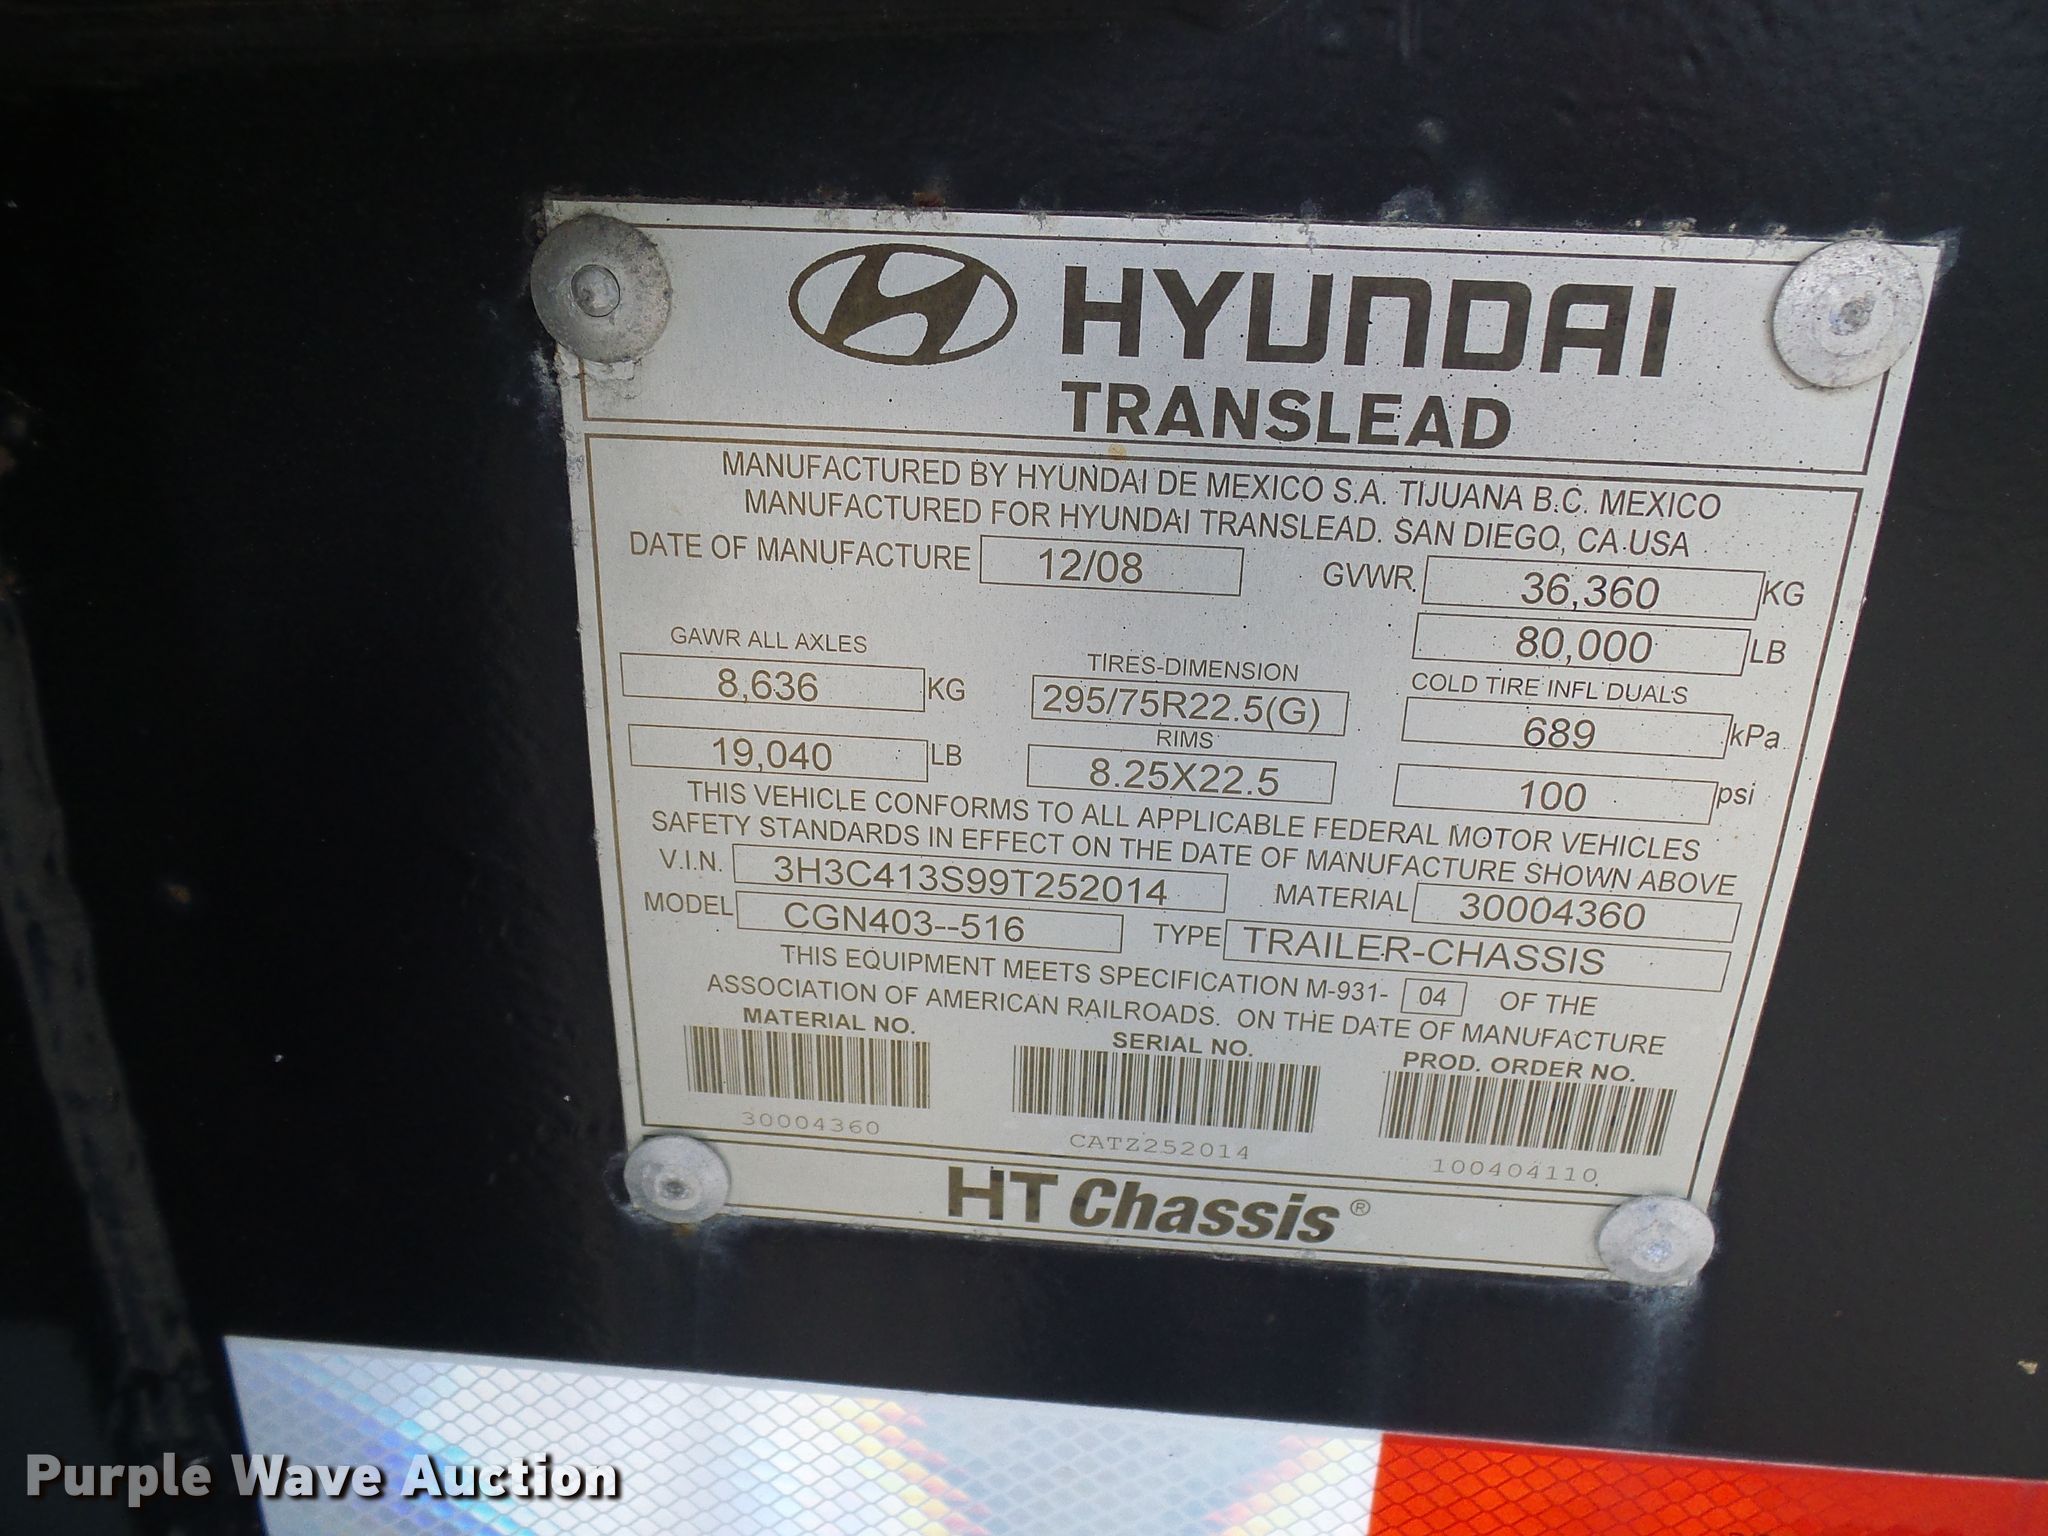 HYUNDAI
TRANSLEAD
MANUFACTURED BY HYUNDAI DE MEXICO S.A. TIJUANA B.C. MEXICO
MANUFACTURED FOR HYUNDAI TRANSLEAD. SAN DIEGO, CA.USA
DATE OF MANUFACTURE 12/08 GVWR 36,360 KG
80,000 LB
GAWR ALL AXLES TIRES-DIMENSION COLD TIRE INFL DUALS
8,636 KG 295/75R22.5(G) 689 kPa
RIMS
19,040 LB 8.25X22.5 100 psi
THIS VEHICLE CONFORMS TO ALL APPLICABLE FEDERAL MOTOR VEHICLES
SAFETY STANDARDS IN EFFECT ON THE DATE OF MANUFACTURE SHOWN ABOVE
V.I.N. 3H3C413S99T252014 MATERIAL 30004360
MODEL CGN403--516 TYPE TRAILER-CHASSIS
THIS EQUIPMENT MEETS SPECIFICATION M-931- 04 OF THE
ASSOCIATION OF AMERICAN RAILROADS. ON THE DATE OF MANUFACTURE
MATERIAL NO. SERIAL NO. PROD. ORDER NO.
30004360 CATZ252014 100404110
HT Chassis®
Purple Wave Auction